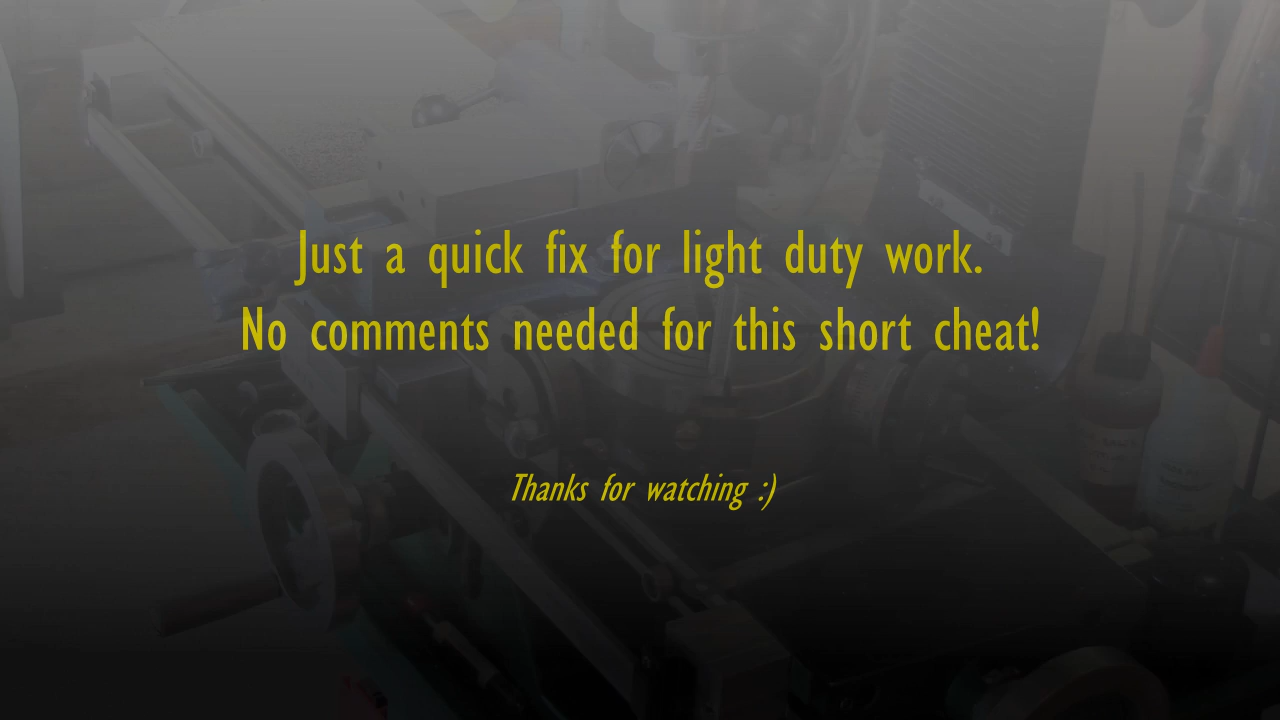 Just a quick fix for light duty work.
No comments needed for this short cheat!
Thanks for watching :)